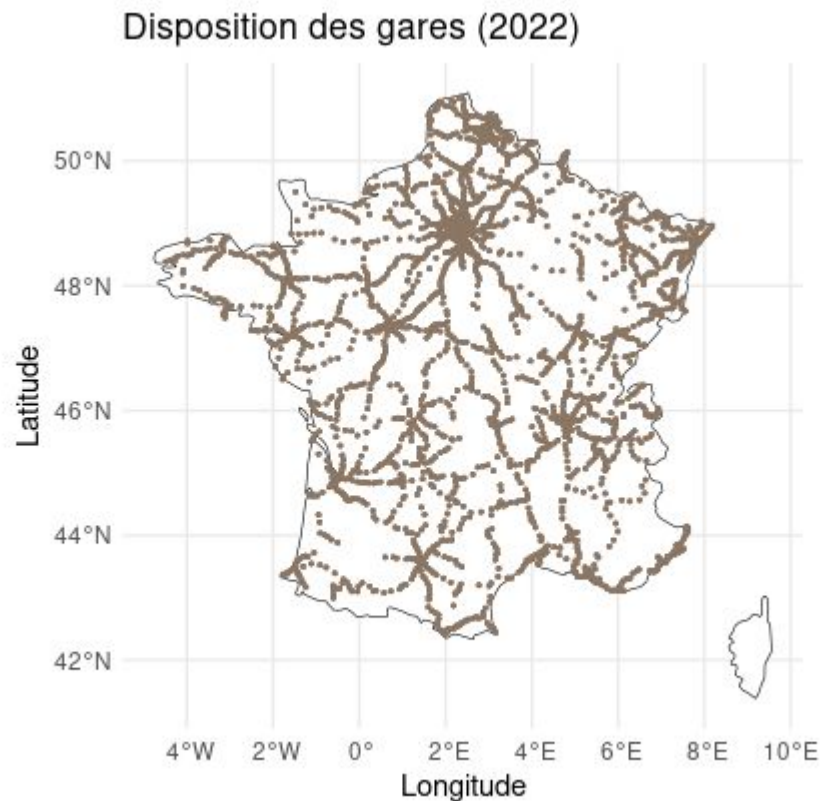 Disposition des gares (2022)
50°N
48°N
46°N
44°N
42°N
Latitude
4°W 2°W 0° 2°E 4°E 6°E 8°E 10°E
Longitude